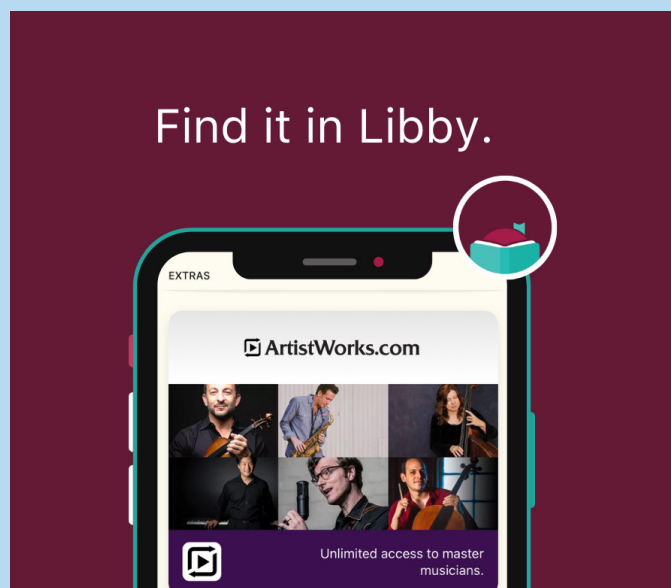 Find it in Libby.
EXTRAS
ArtistWorks.com
Unlimited access to master
musicians.